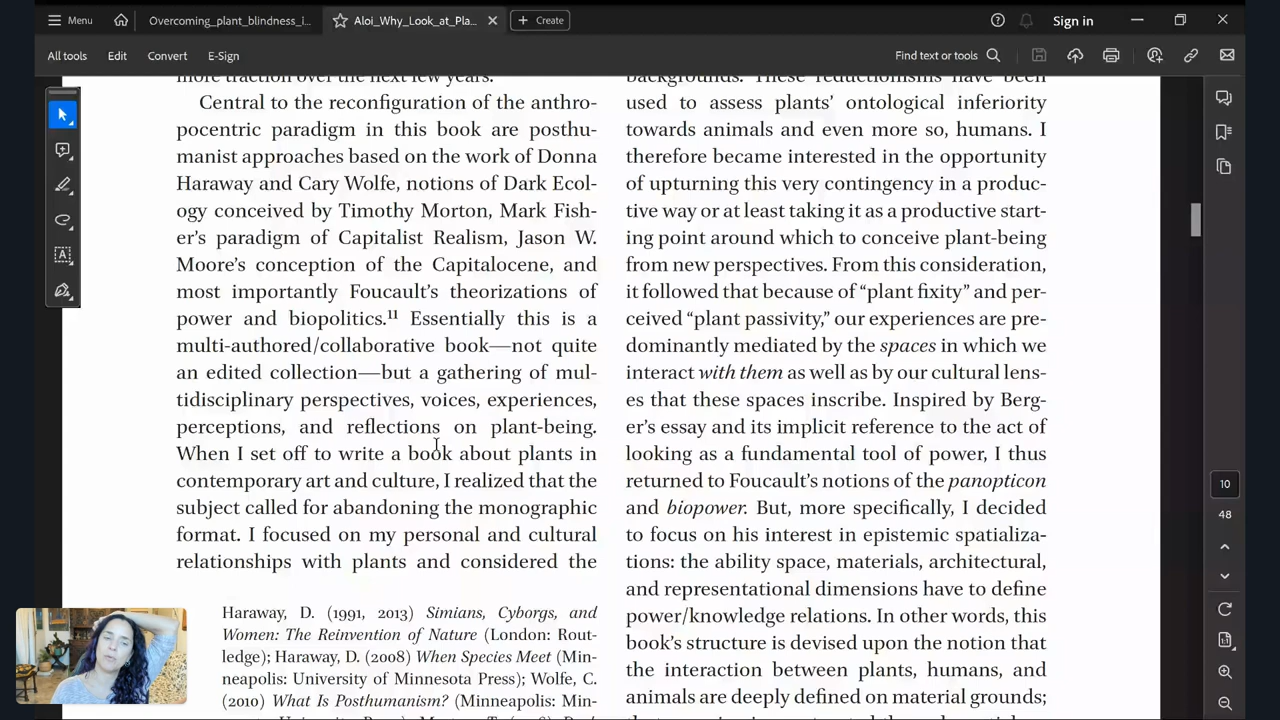 Menu
Overcoming_plant_blindness_i...
Aloi_Why_Look_at_Pla...
Create
Sign in
All tools
Edit
Convert
E-Sign
Find text or tools
more traction over the next few years.
Central to the reconfiguration of the anthro-
pocentric paradigm in this book are posthu-
manist approaches based on the work of Donna
Haraway and Cary Wolfe, notions of Dark Ecol-
ogy conceived by Timothy Morton, Mark Fish-
er’s paradigm of Capitalist Realism, Jason W.
Moore’s conception of the Capitalocene, and
most importantly Foucault’s theorizations of
power and biopolitics.¹¹ Essentially this is a
multi-authored/collaborative book—not quite
an edited collection—but a gathering of mul-
tidisciplinary perspectives, voices, experiences,
perceptions, and reflections on plant-being.
When I set off to write a book about plants in
contemporary art and culture, I realized that the
subject called for abandoning the monographic
format. I focused on my personal and cultural
relationships with plants and considered the
Haraway, D. (1991, 2013) Simians, Cyborgs, and
Women: The Reinvention of Nature (London: Rout-
ledge); Haraway, D. (2008) When Species Meet (Min-
neapolis: University of Minnesota Press); Wolfe, C.
(2010) What Is Posthumanism? (Minneapolis: Min-
backgrounds. These reductionisms have been
used to assess plants’ ontological inferiority
towards animals and even more so, humans. I
therefore became interested in the opportunity
of upturning this very contingency in a produc-
tive way or at least taking it as a productive start-
ing point around which to conceive plant-being
from new perspectives. From this consideration,
it followed that because of “plant fixity” and per-
ceived “plant passivity,” our experiences are pre-
dominantly mediated by the spaces in which we
interact with them as well as by our cultural lens-
es that these spaces inscribe. Inspired by Berg-
er’s essay and its implicit reference to the act of
looking as a fundamental tool of power, I thus
returned to Foucault’s notions of the panopticon
and biopower. But, more specifically, I decided
to focus on his interest in epistemic spatializa-
tions: the ability space, materials, architectural,
and representational dimensions have to define
power/knowledge relations. In other words, this
book’s structure is devised upon the notion that
the interaction between plants, humans, and
animals are deeply defined on material grounds;
10
48